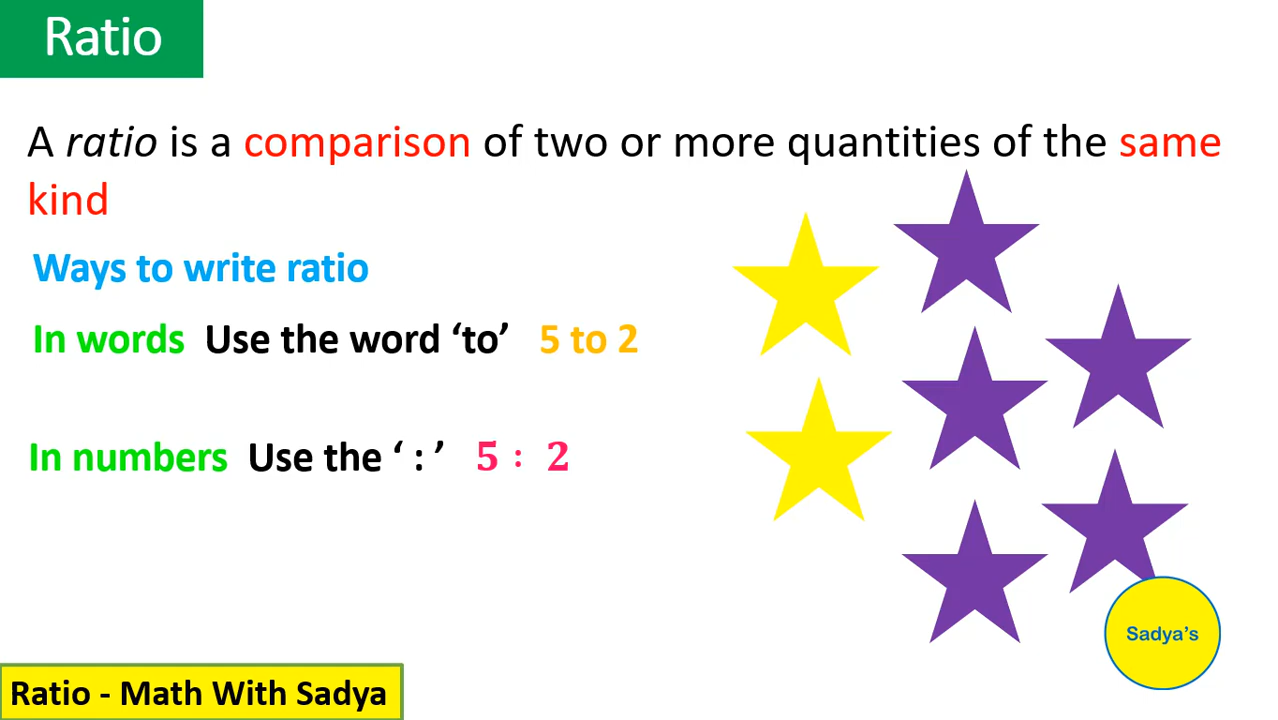 Ratio
A ratio is a comparison of two or more quantities of the same
kind
Ways to write ratio
In words Use the word ‘to’ 5 to 2
In numbers Use the ‘ : ’ 5 : 2
Sadya’s
Ratio - Math With Sadya